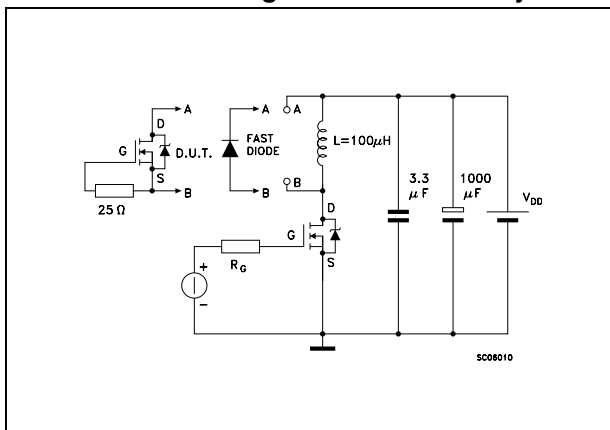 A
D
G
D.U.T.
S
B
25 Ω
A
FAST
DIODE
B
A
L=100μH
B
D
G
S
RG
+
−
3.3
μF
1000
μF
VDD
SC06010